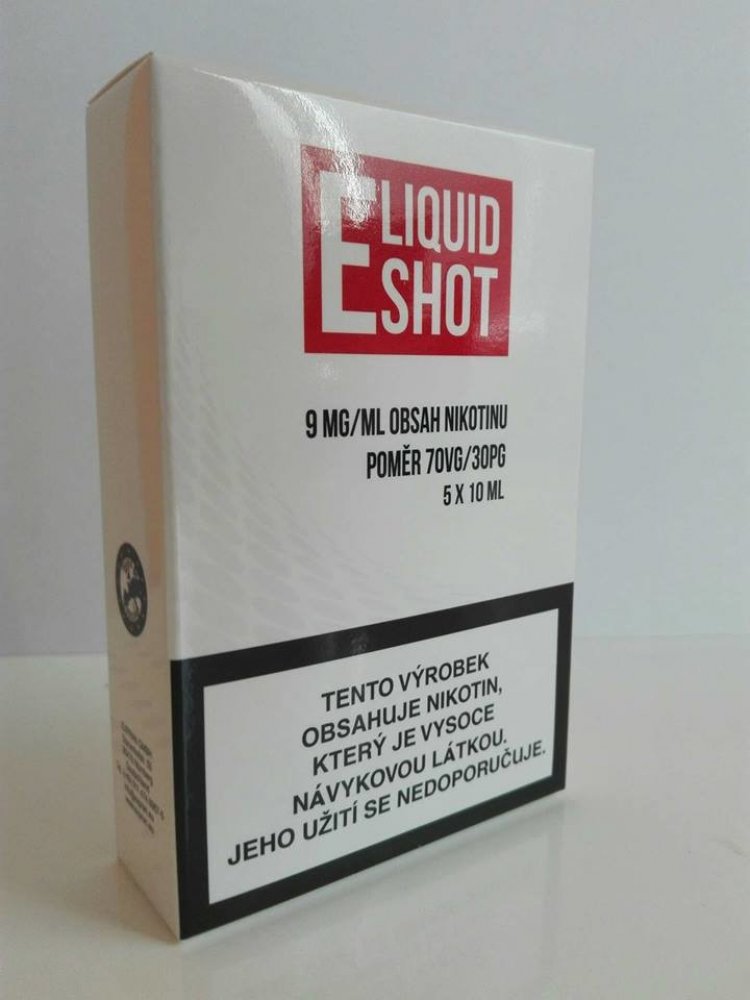 E LIQUID
SHOT
9 MG/ML OBSAH NIKOTINU
POMĚR 70VG/30PG
5 X 10 ML
TENTO VÝROBEK
OBSAHUJE NIKOTIN,
KTERÝ JE VYSOCE
NÁVYKOVOU LÁTKOU.
JEHO UŽITÍ SE NEDOPORUČUJE.